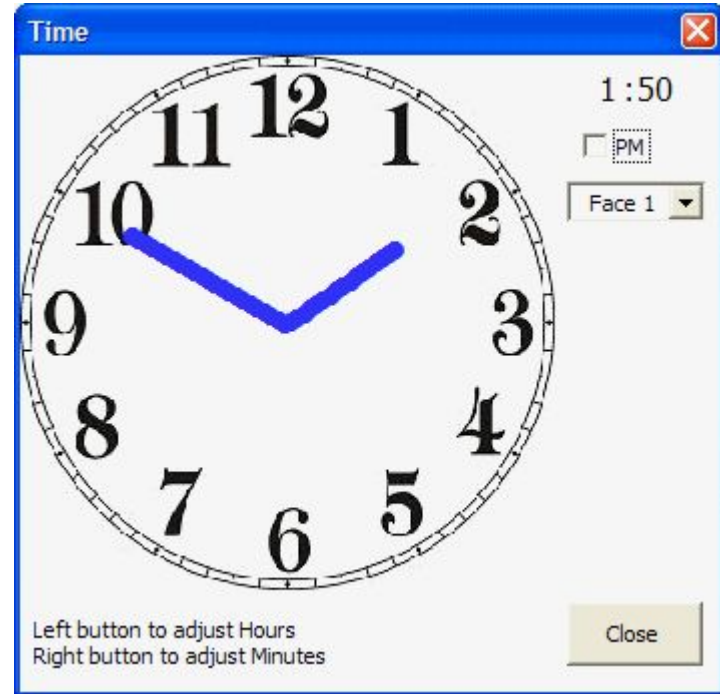 Time
1:50
PM
Face 1
12
1
2
3
4
5
6
7
8
9
10
11
Left button to adjust Hours
Right button to adjust Minutes
Close